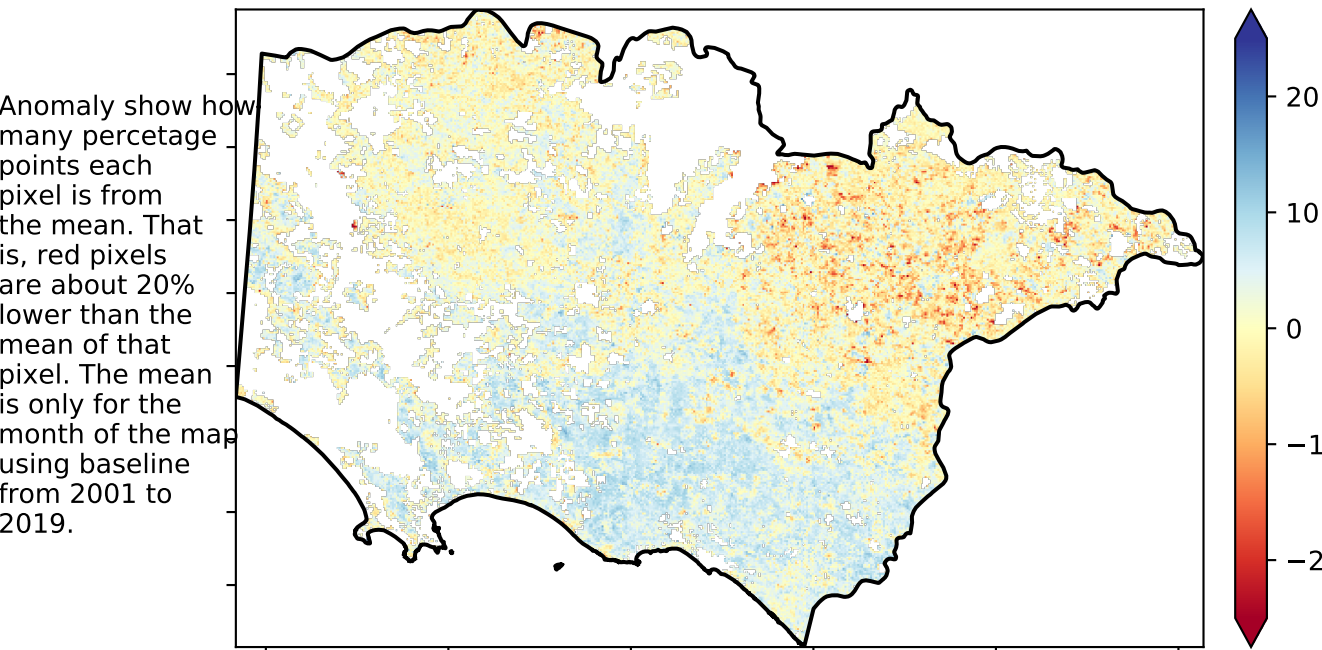 Anomaly show how
many percetage
points each
pixel is from
the mean. That
is, red pixels
are about 20%
lower than the
mean of that
pixel. The mean
is only for the
month of the map
using baseline
from 2001 to
2019.
20
10
0
−1
−2